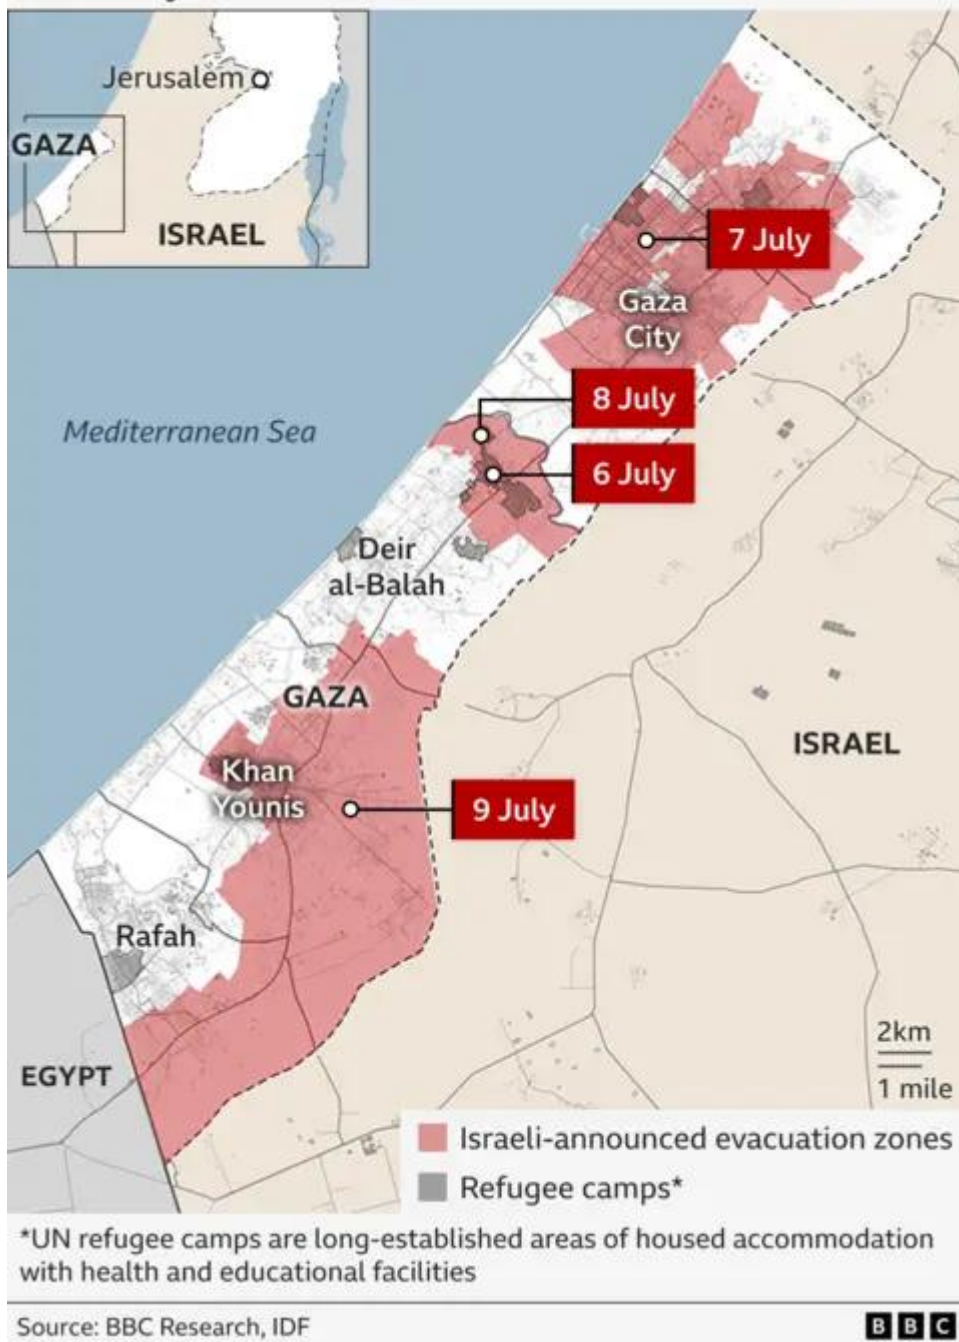 Jerusalem
GAZA
ISRAEL
7 July
Gaza
City
8 July
Mediterranean Sea
6 July
Deir
al-Balah
GAZA
ISRAEL
Khan
Younis
9 July
Rafah
2km
EGYPT
1 mile
Israeli-announced evacuation zones
Refugee camps*
*UN refugee camps are long-established areas of housed accommodation
with health and educational facilities
Source: BBC Research, IDF
BBC